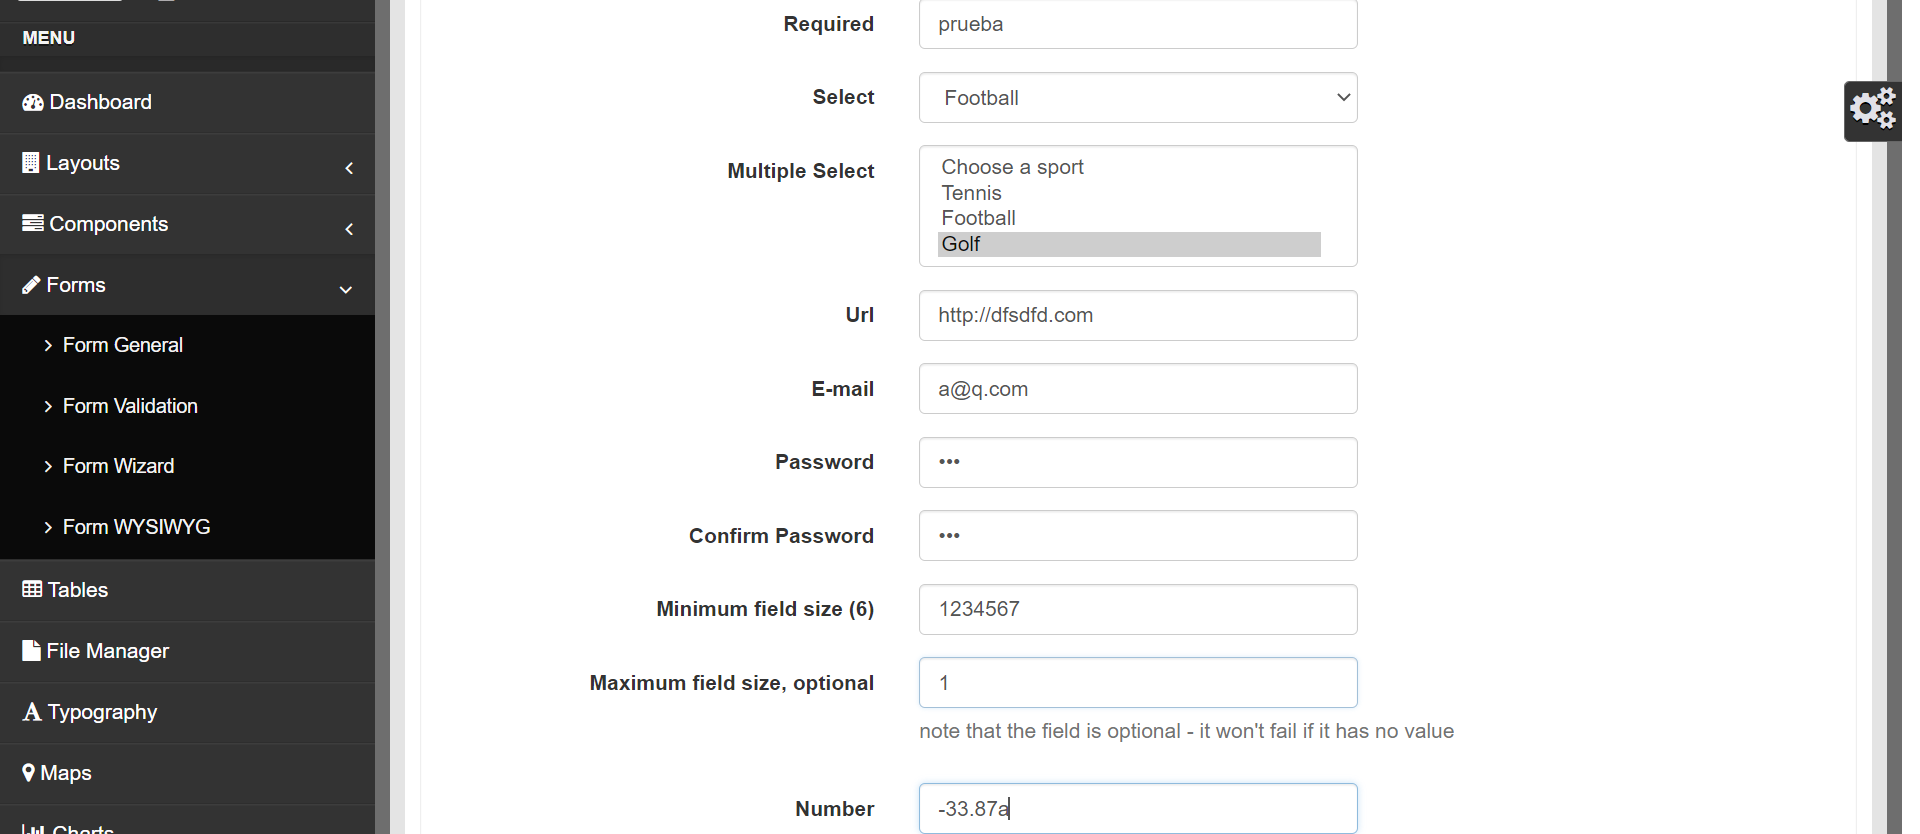 MENU
Dashboard
Layouts
Components
Forms
Form General
Form Validation
Form Wizard
Form WYSIWYG
Tables
File Manager
Typography
Maps
Charts
Required
prueba
Select
Football
Multiple Select
Choose a sport
Tennis
Football
Golf
Url
http://dfsdfd.com
E-mail
a@q.com
Password
•••
Confirm Password
•••
Minimum field size (6)
1234567
Maximum field size, optional
1
note that the field is optional - it won't fail if it has no value
Number
-33.87a